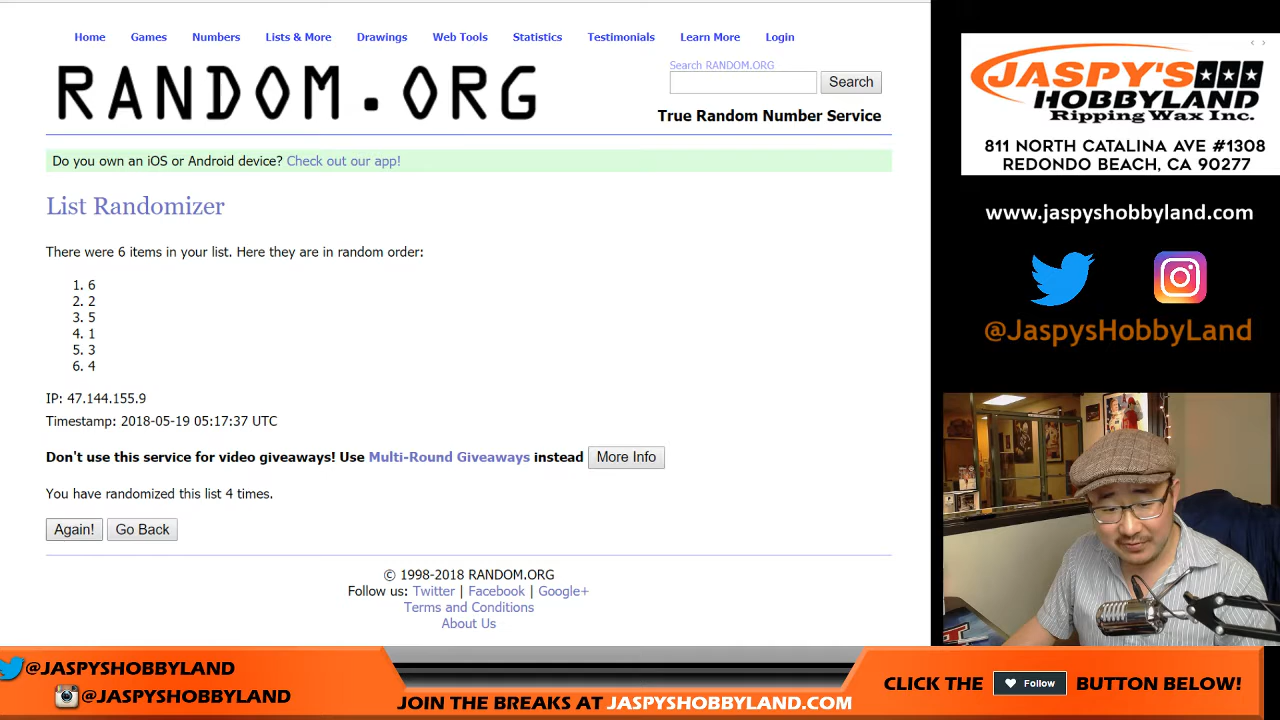 Home Games Numbers Lists & More Drawings Web Tools Statistics Testimonials Learn More Login
RANDOM.ORG
Search RANDOM.ORG
Search
True Random Number Service
Do you own an iOS or Android device? Check out our app!
List Randomizer
There were 6 items in your list. Here they are in random order:
1. 6
2. 2
3. 5
4. 1
5. 3
6. 4
IP: 47.144.155.9
Timestamp: 2018-05-19 05:17:37 UTC
Don't use this service for video giveaways! Use Multi-Round Giveaways instead More Info
You have randomized this list 4 times.
Again! Go Back
© 1998-2018 RANDOM.ORG
Follow us: Twitter | Facebook | Google+
Terms and Conditions
About Us
JASPY'S
HOBBYLAND
Ripping Wax Inc.
811 NORTH CATALINA AVE #1308
REDONDO BEACH, CA 90277
www.jaspyshobbyland.com
@JaspysHobbyLand
@JASPYSHOBBYLAND
@JASPYSHOBBYLAND
JOIN THE BREAKS AT JASPYSHOBBYLAND.COM
CLICK THE Follow BUTTON BELOW!